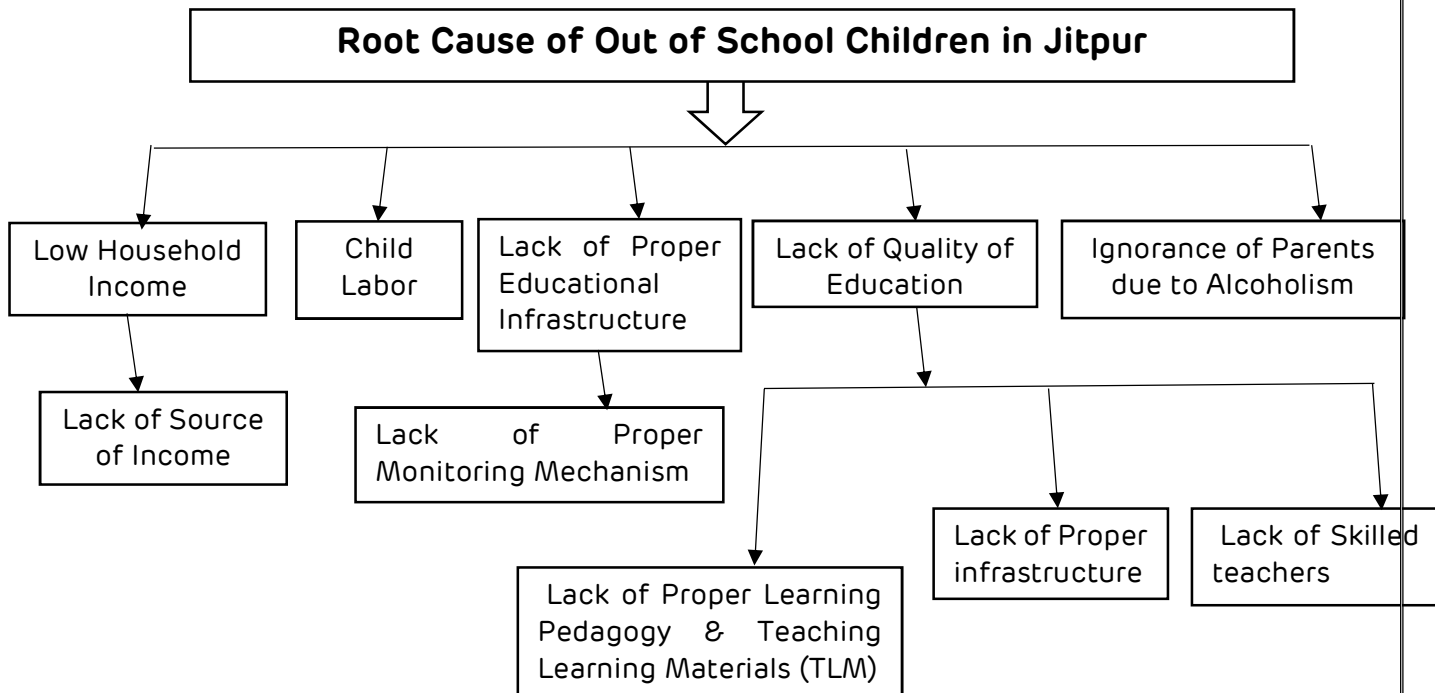 Root Cause of Out of School Children in Jitpur
Low Household
Income
Child
Labor
Lack of Proper
Educational
Infrastructure
Lack of Quality of
Education
Ignorance of Parents
due to Alcoholism
Lack of Source
of Income
Lack of Proper
Monitoring Mechanism
Lack of Proper Learning
Pedagogy & Teaching
Learning Materials (TLM)
Lack of Proper
infrastructure
Lack of Skilled
teachers